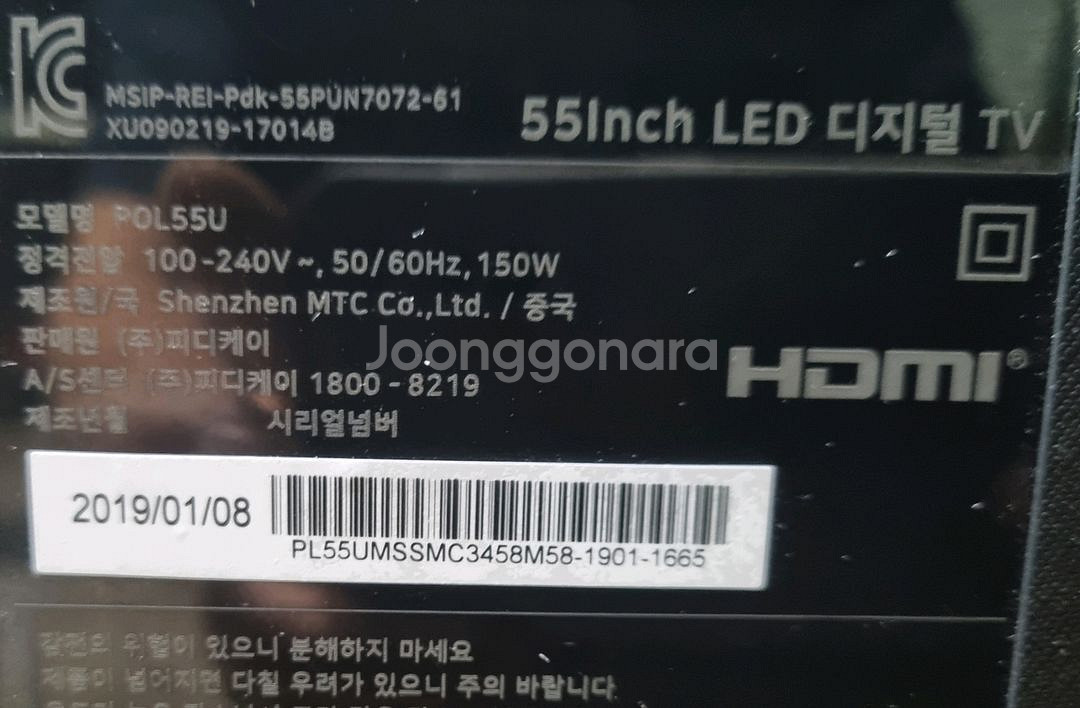 MSIP-REI-Pdk-55PUN7072-61
XU090219-17014B
55Inch LED 디지털 TV
모델명 POL55U
정격전압 100-240V~, 50/60Hz, 150W
제조원/국 Shenzhen MTC Co.,Ltd. / 중국
판매원 (주)피디케이
A/S센터 (주)피디케이 1800-8219
제조년월 시리얼넘버
Joonggonara
HDMI®
2019/01/08
PL55UMSSMC3458M58-1901-1665
감전의 위험이 있으니 분해하지 마세요
제품이 넘어지면 다칠 우려가 있으니 주의 바랍니다.